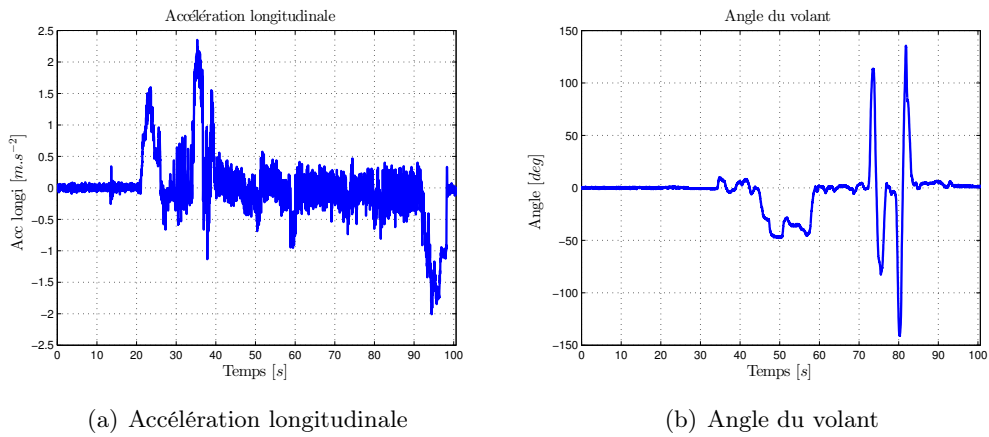 Accélération longitudinale
2.5
2
1.5
1
0.5
0
−0.5
−1
−1.5
−2
−2.5
Acc longi [m.s−2]
0 10 20 30 40 50 60 70 80 90 100
Temps [s]
(a) Accélération longitudinale
Angle du volant
150
100
50
0
−50
−100
−150
Angle [deg]
0 10 20 30 40 50 60 70 80 90 100
Temps [s]
(b) Angle du volant